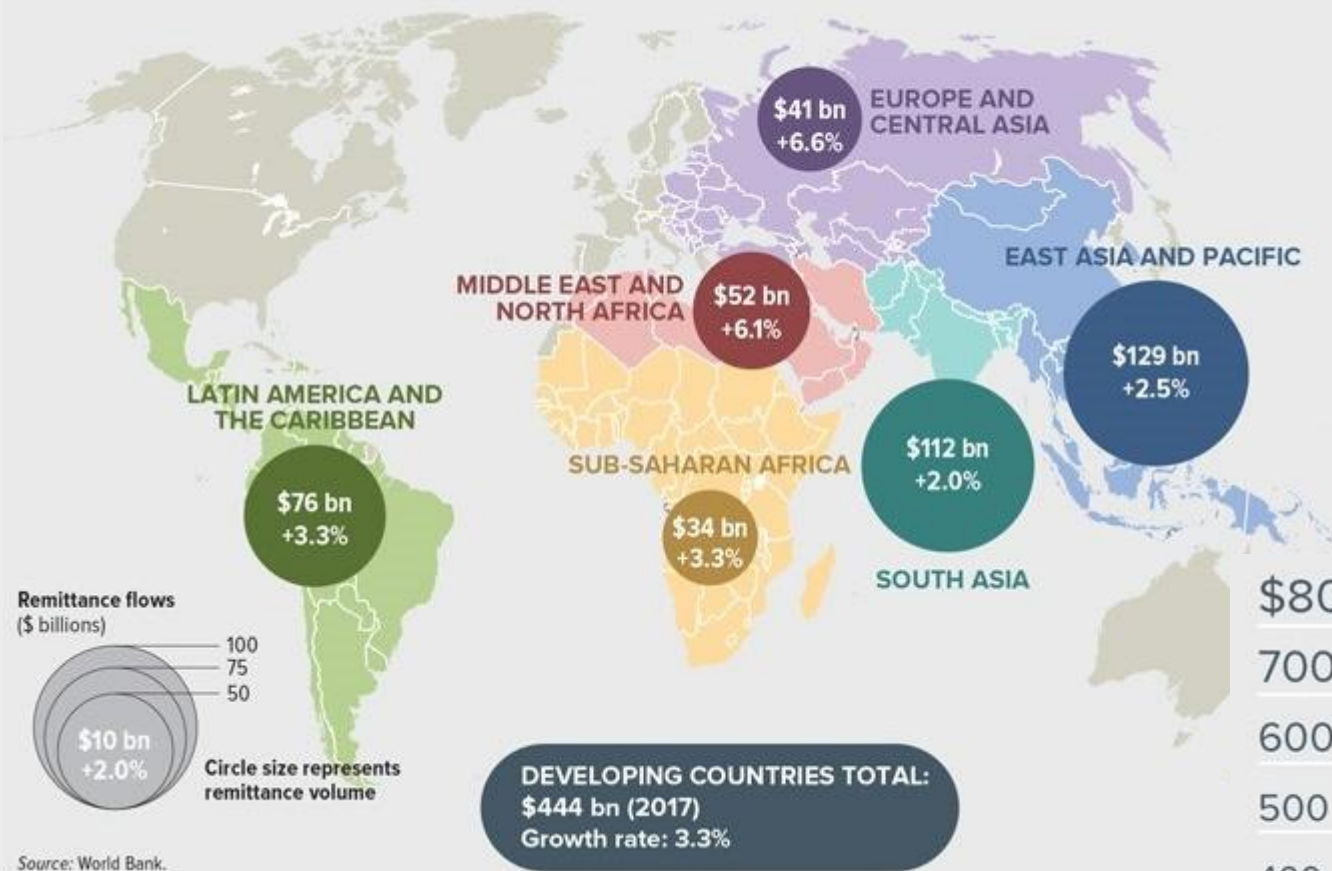 $41 bn
+6.6%
EUROPE AND
CENTRAL ASIA
EAST ASIA AND PACIFIC
$129 bn
+2.5%
MIDDLE EAST AND
NORTH AFRICA
$52 bn
+6.1%
LATIN AMERICA AND
THE CARIBBEAN
$76 bn
+3.3%
SUB-SAHARAN AFRICA
$34 bn
+3.3%
$112 bn
+2.0%
SOUTH ASIA
Remittance flows
($ billions)
100
75
50
$10 bn
+2.0%
Circle size represents
remittance volume
DEVELOPING COUNTRIES TOTAL:
$444 bn (2017)
Growth rate: 3.3%
Source: World Bank.
$80
700
600
500